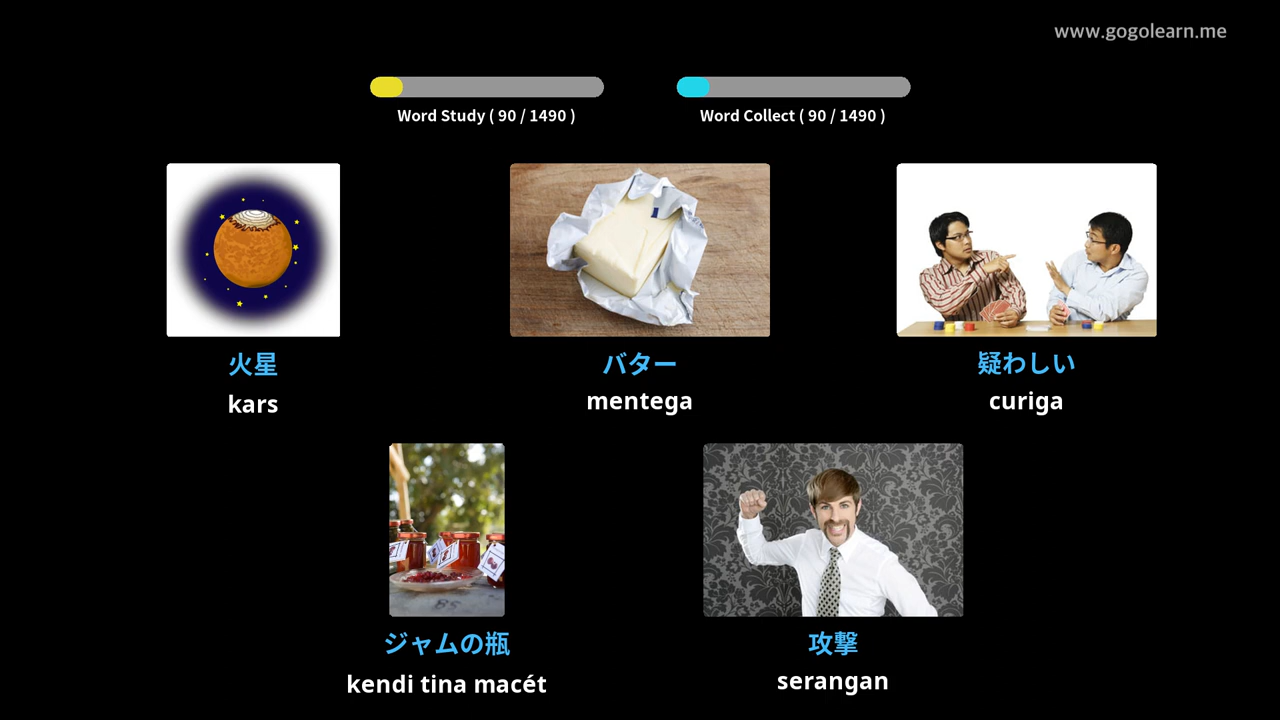 www.gogolearn.me
Word Study ( 90 / 1490 )
Word Collect ( 90 / 1490 )
火星
kars
バター
mentega
疑わしい
curiga
ジャムの瓶
kendi tina macét
攻撃
serangan